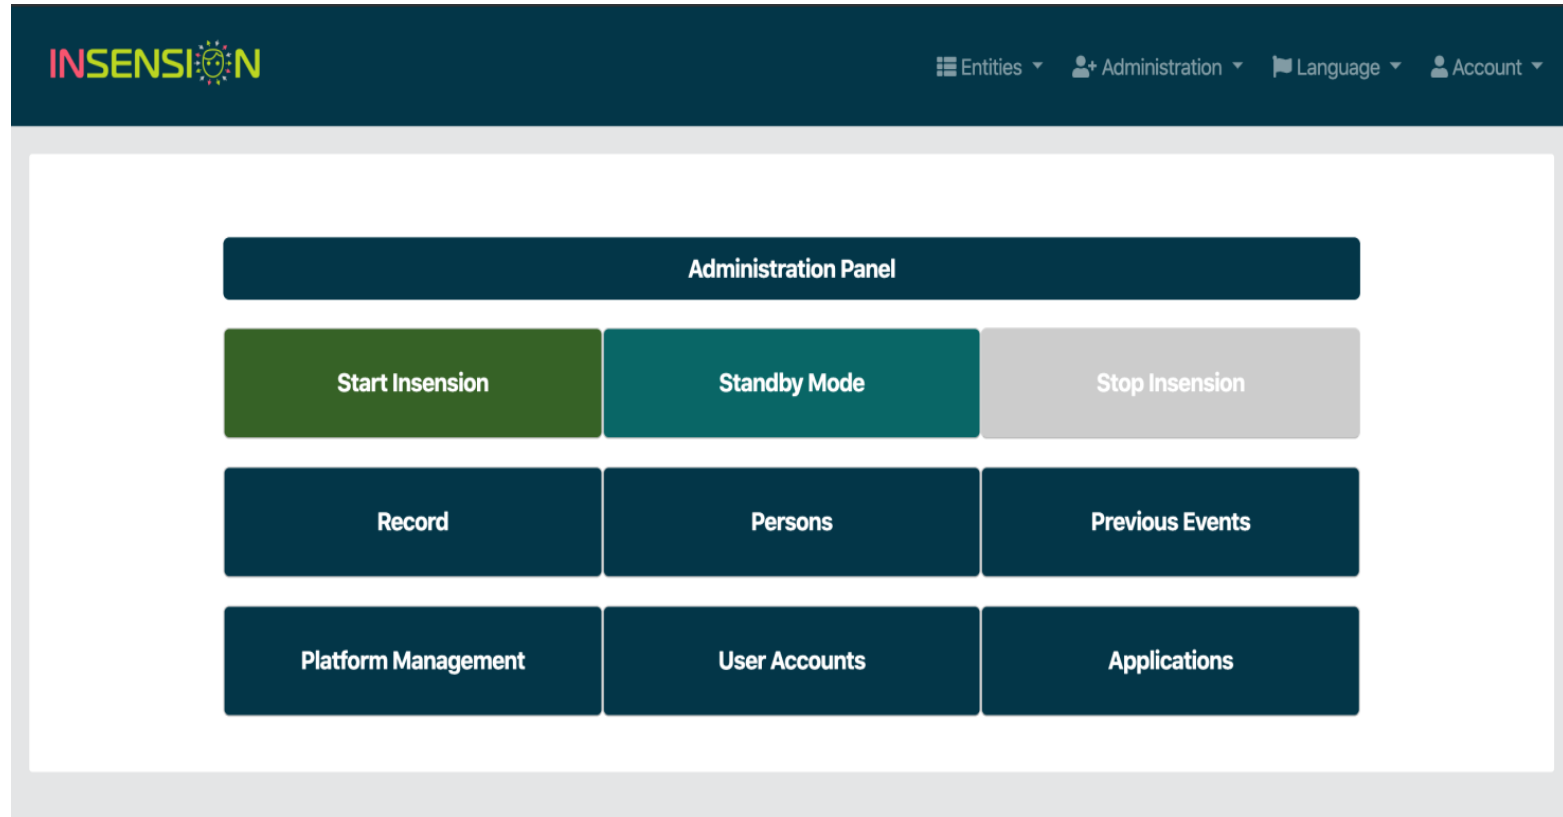 INSENSION
Entities Administration Language Account
Administration Panel
Start Insension Standby Mode Stop Insension
Record Persons Previous Events
Platform Management User Accounts Applications